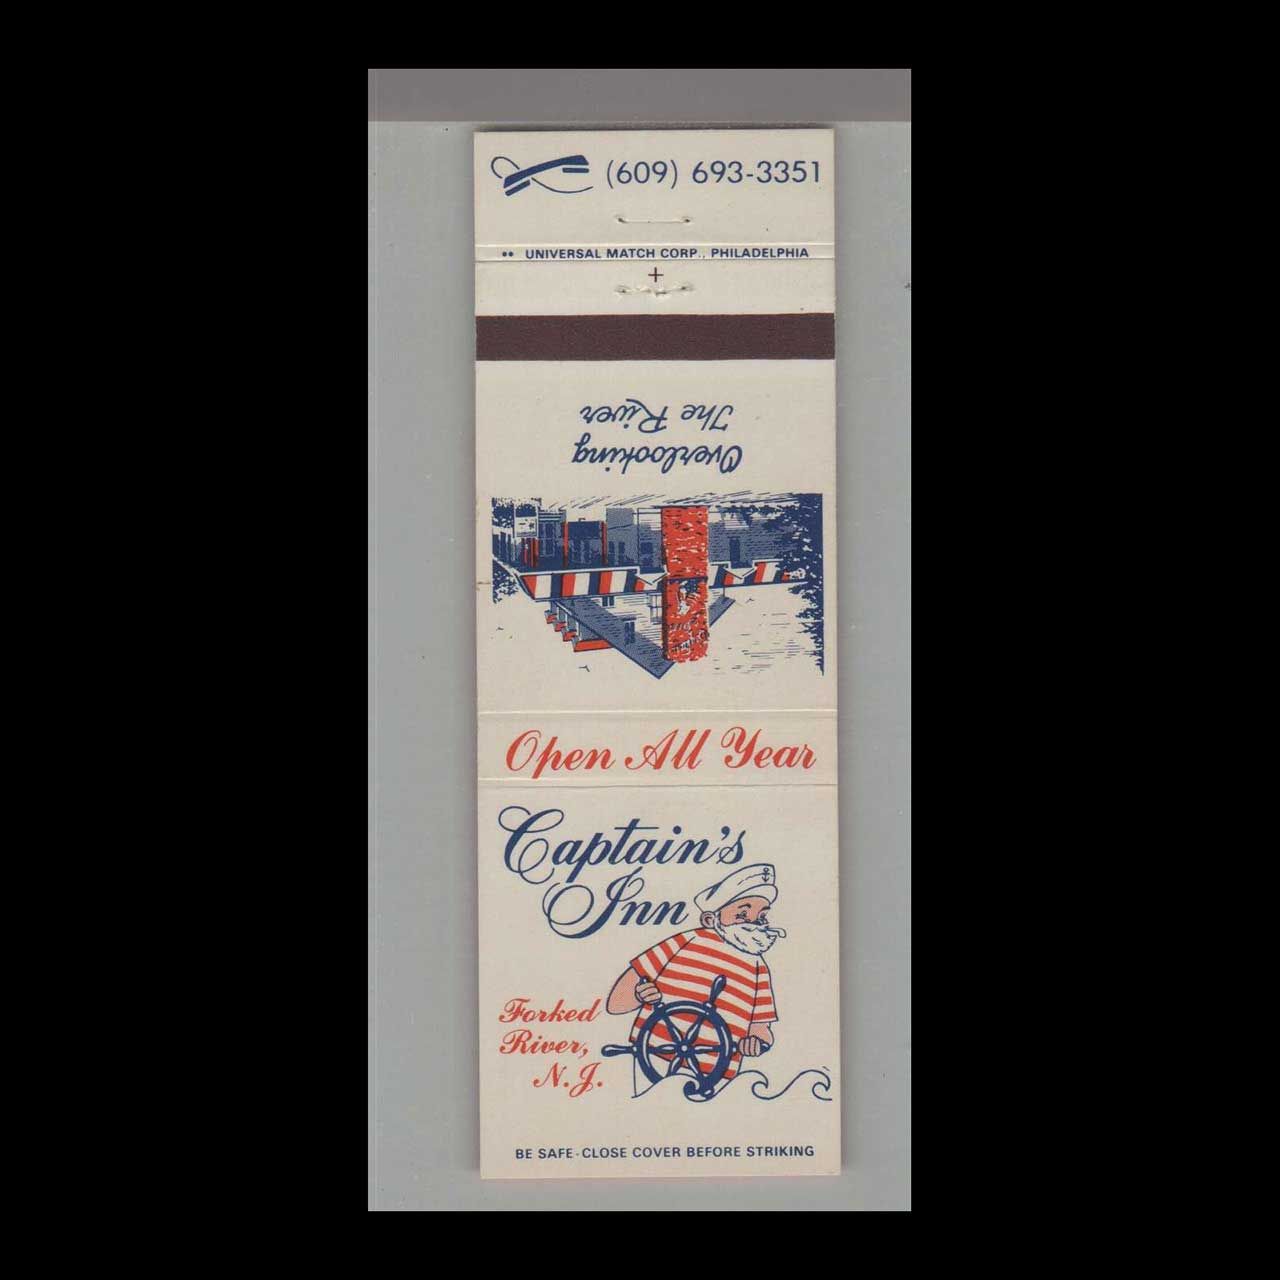 (609) 693-3351
•• UNIVERSAL MATCH CORP., PHILADELPHIA
Overlooking
The River
Open All Year
Captain's
Inn
Forked
River,
N.J.
BE SAFE-CLOSE COVER BEFORE STRIKING